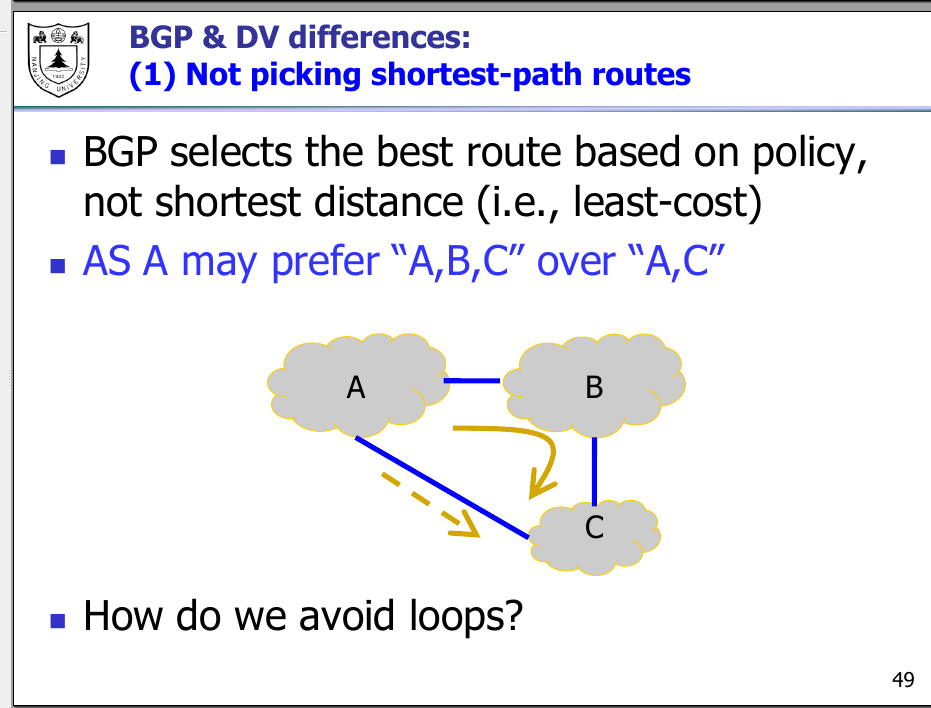 BGP & DV differences:
(1) Not picking shortest-path routes
NANJING UNIVERSITY
1902
BGP selects the best route based on policy,
not shortest distance (i.e., least-cost)
AS A may prefer “A,B,C” over “A,C”
A
B
C
How do we avoid loops?
49